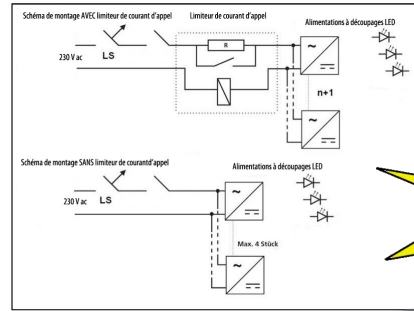 Schéma de montage AVEC limiteur de courant d'appel
Limiteur de courant d'appel
Alimentations à découpages LED
230 V ac
LS
R
n+1
Schéma de montage SANS limiteur de courantd'appel
Alimentations à découpages LED
230 V ac
LS
Max. 4 Stück